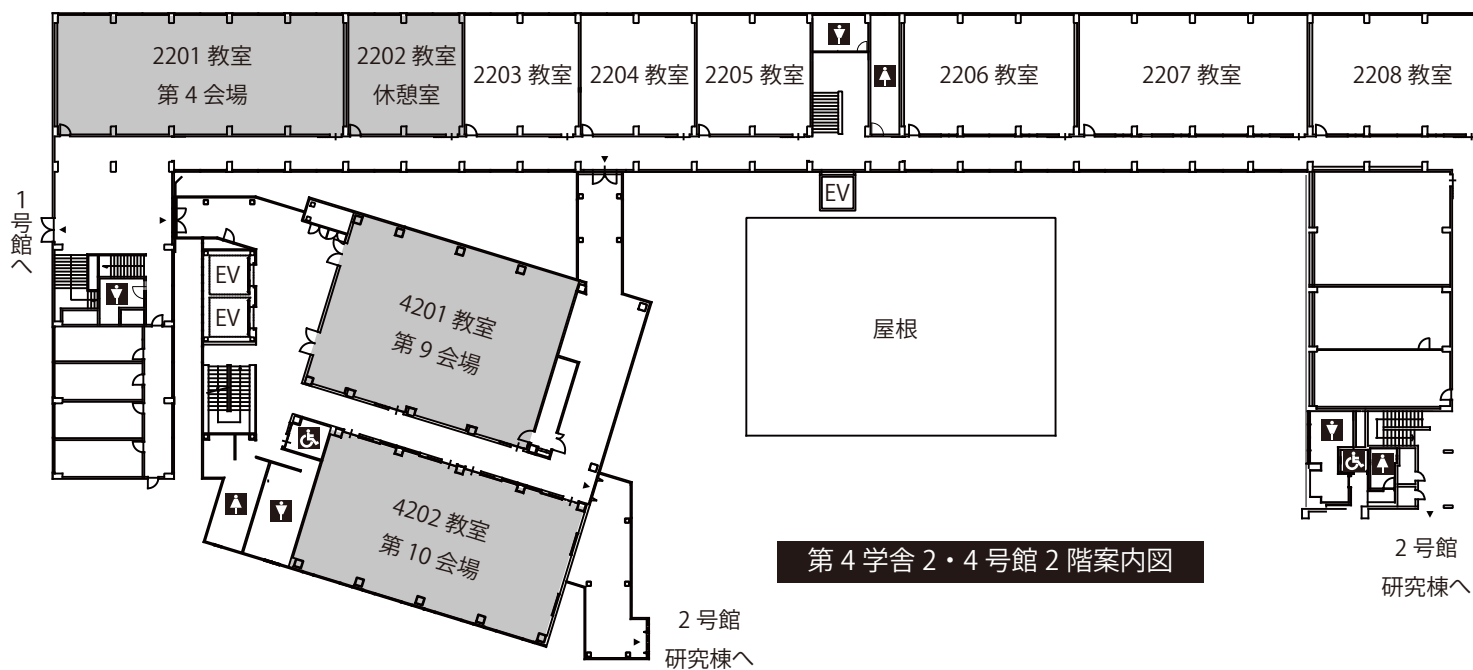 2201 教室
第 4 会場
2202 教室
休憩室
2203 教室
2204 教室
2205 教室
2206 教室
2207 教室
2208 教室
1号館へ
EV
EV
EV
4201 教室
第 9 会場
屋根
4202 教室
第 10 会場
第 4 学舎 2・4 号館 2 階案内図
2 号館
研究棟へ
2 号館
研究棟へ